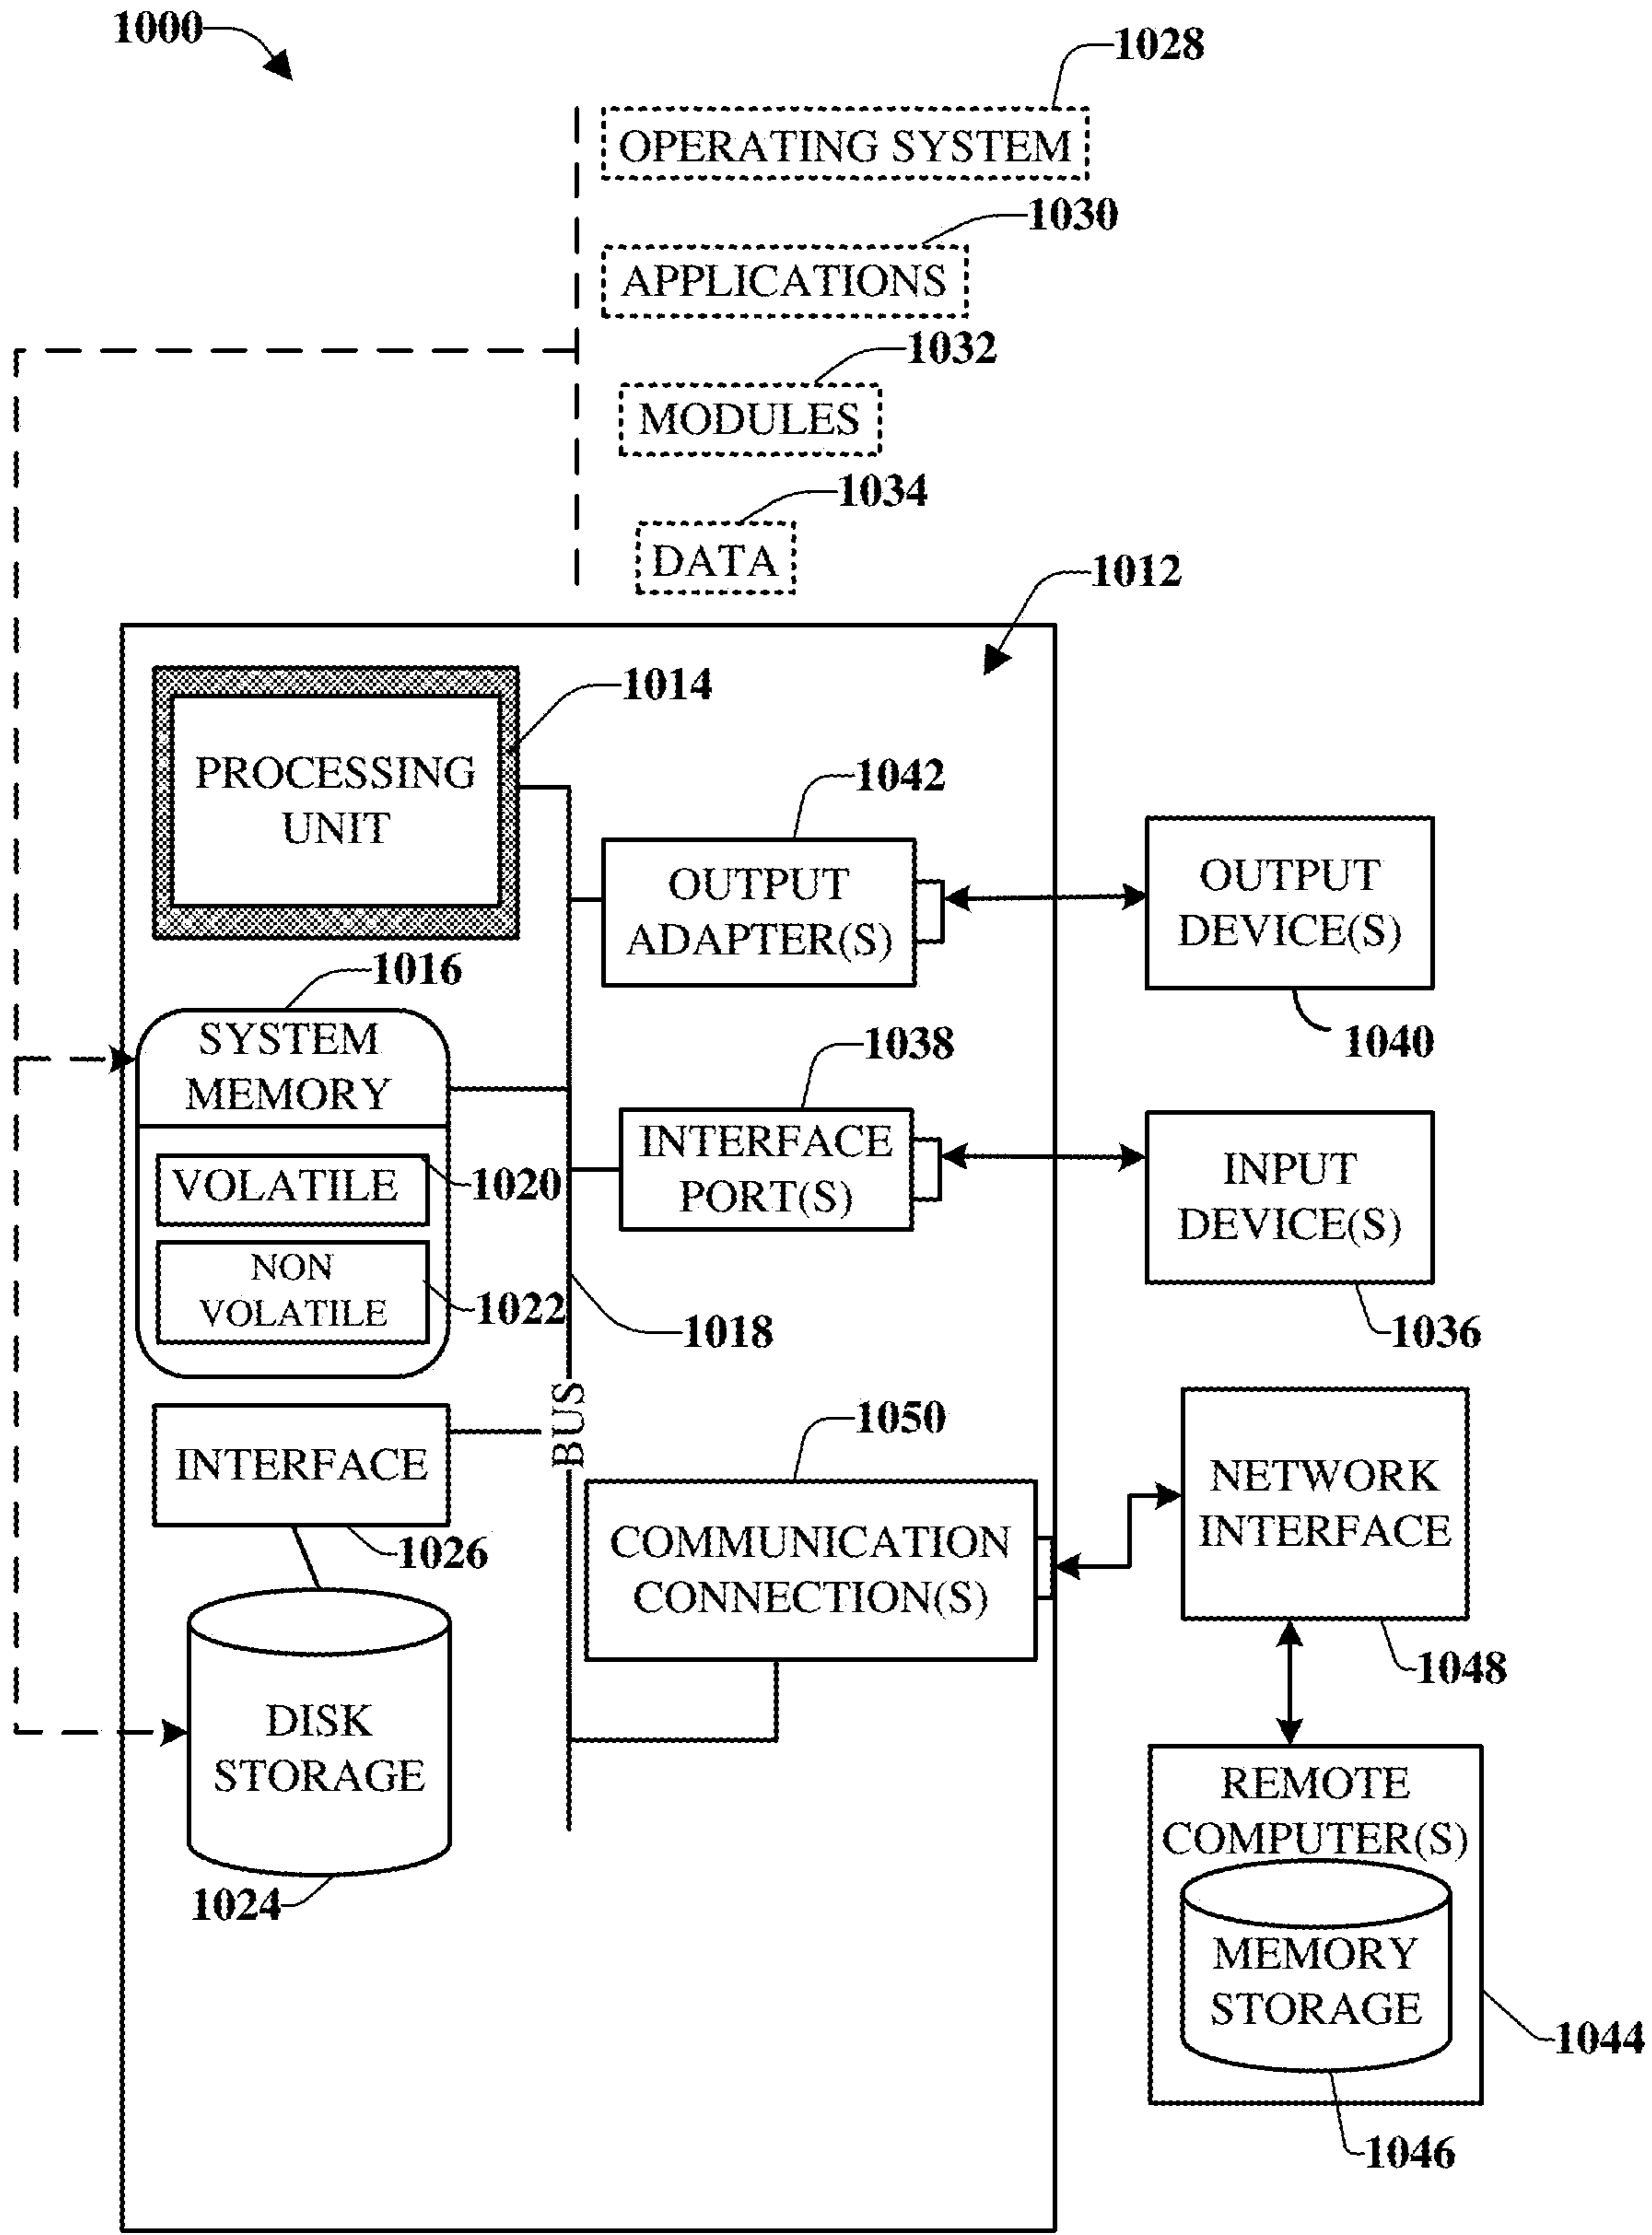 1000
1028
OPERATING SYSTEM
1030
APPLICATIONS
1032
MODULES
1034
DATA
1012
1014
PROCESSING
UNIT
1042
OUTPUT
ADAPTER(S)
OUTPUT
DEVICE(S)
1040
1016
SYSTEM
MEMORY
VOLATILE
1020
NON
VOLATILE
1022
1038
INTERFACE
PORT(S)
INPUT
DEVICE(S)
1036
1018
BUS
INTERFACE
1026
1050
COMMUNICATION
CONNECTION(S)
NETWORK
INTERFACE
1048
DISK
STORAGE
1024
REMOTE
COMPUTER(S)
MEMORY
STORAGE
1044
1046